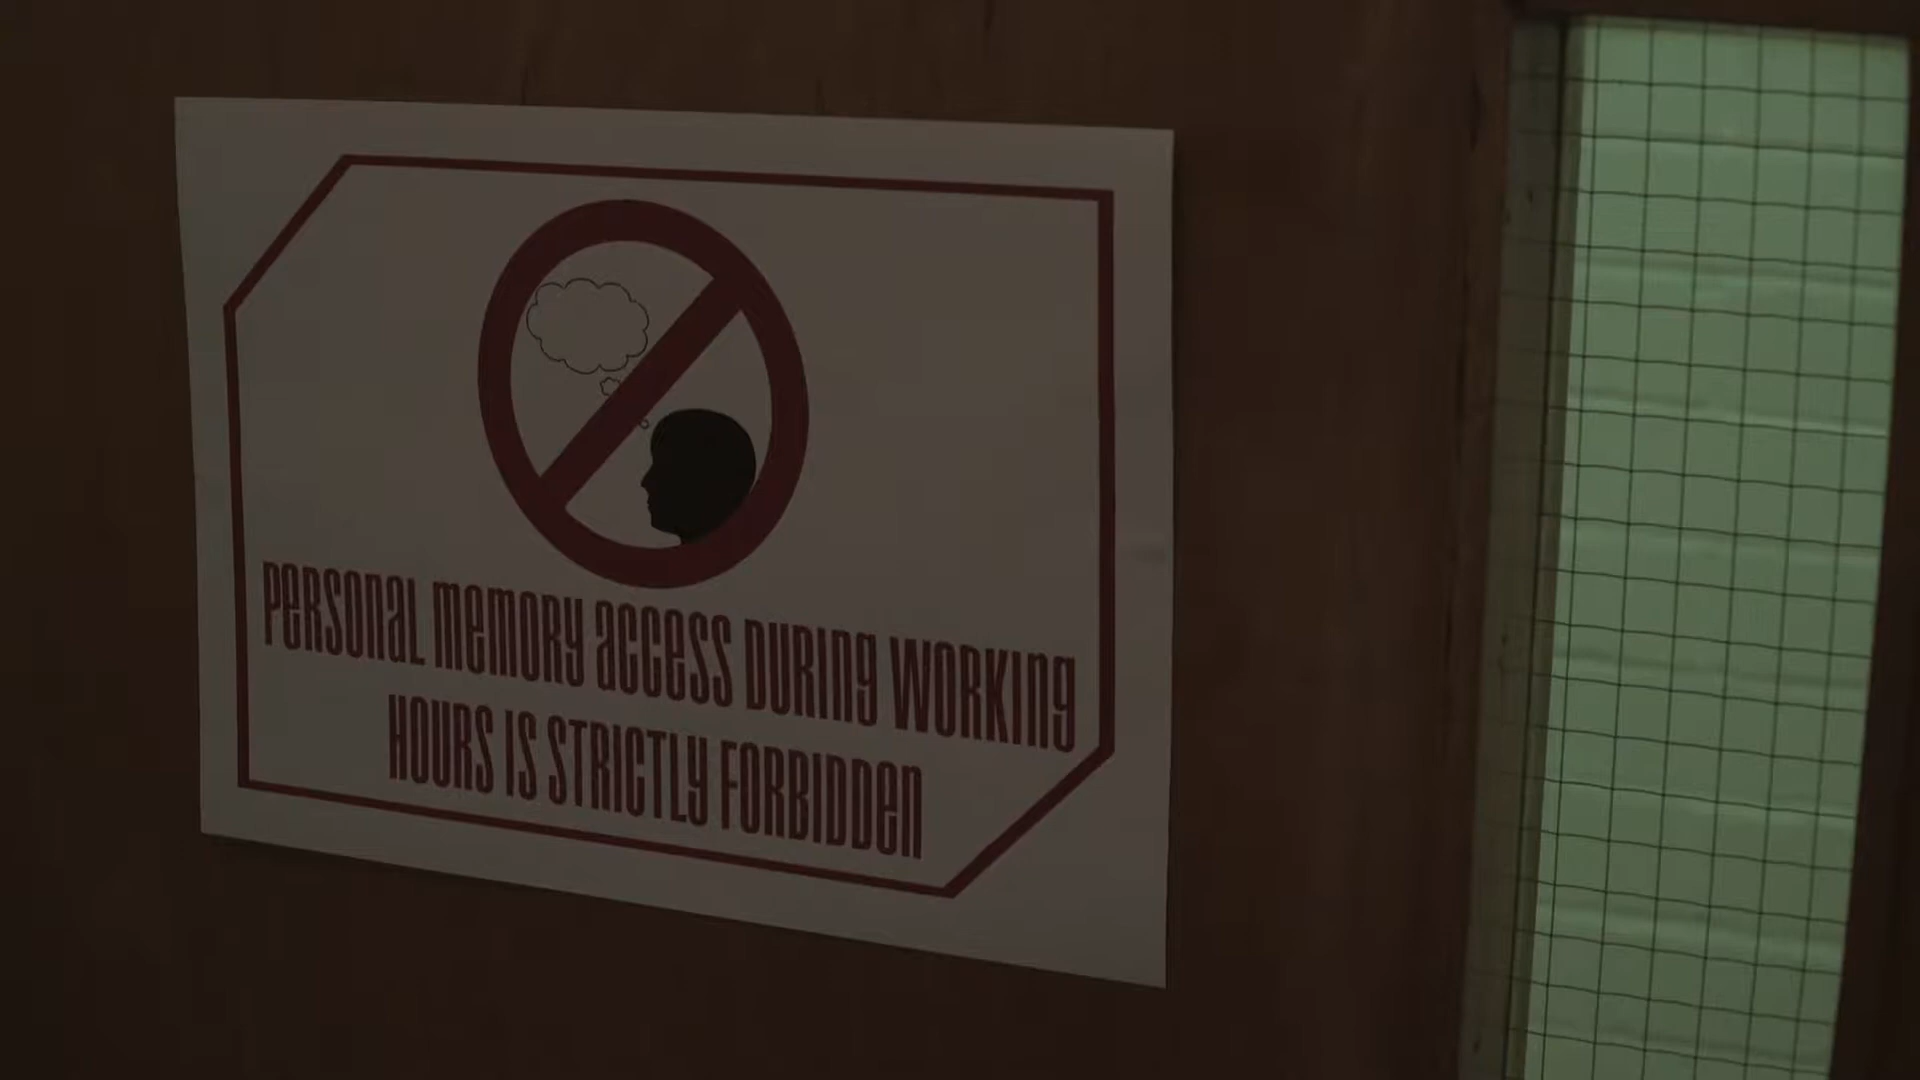 PERSONAL MEMORY ACCESS DURING WORKING
HOURS IS STRICTLY FORBIDDEN